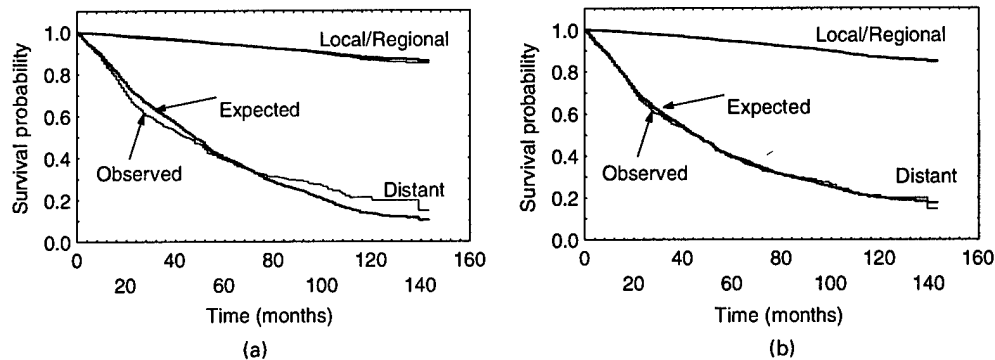 1.0
0.8
0.6
0.4
0.2
0.0
Survival probability
Local/Regional
Expected
Observed
Distant
0 40 80 100 120 160
20 60 140
Time (months)
(a)
1.0
0.8
0.6
0.4
0.2
0.0
Survival probability
Local/Regional
Expected
Observed
Distant
0 40 80 100 120 160
20 60 140
Time (months)
(b)